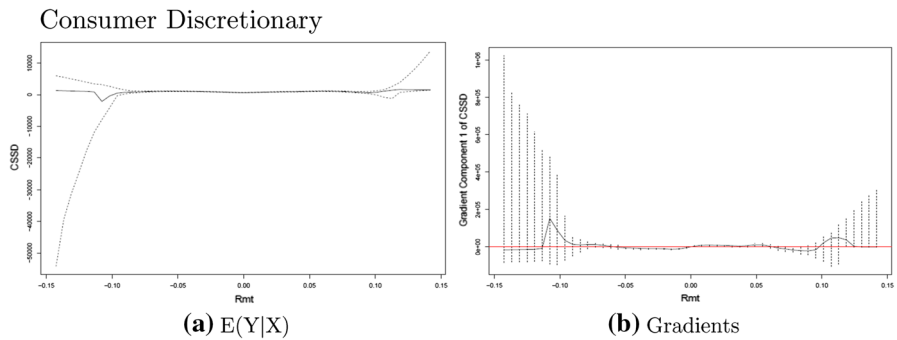 Consumer Discretionary
CSSD
10000
0
-10000
-20000
-30000
-40000
-50000
-0.15 -0.10 -0.05 0.00 0.05 0.10 0.15
Rmt
(a) E(Y|X)
Gradient Component 1 of CSSD
1e+06
8e+05
6e+05
4e+05
2e+05
0e+00
-0.15 -0.10 -0.05 0.00 0.05 0.10 0.15
Rmt
(b) Gradients